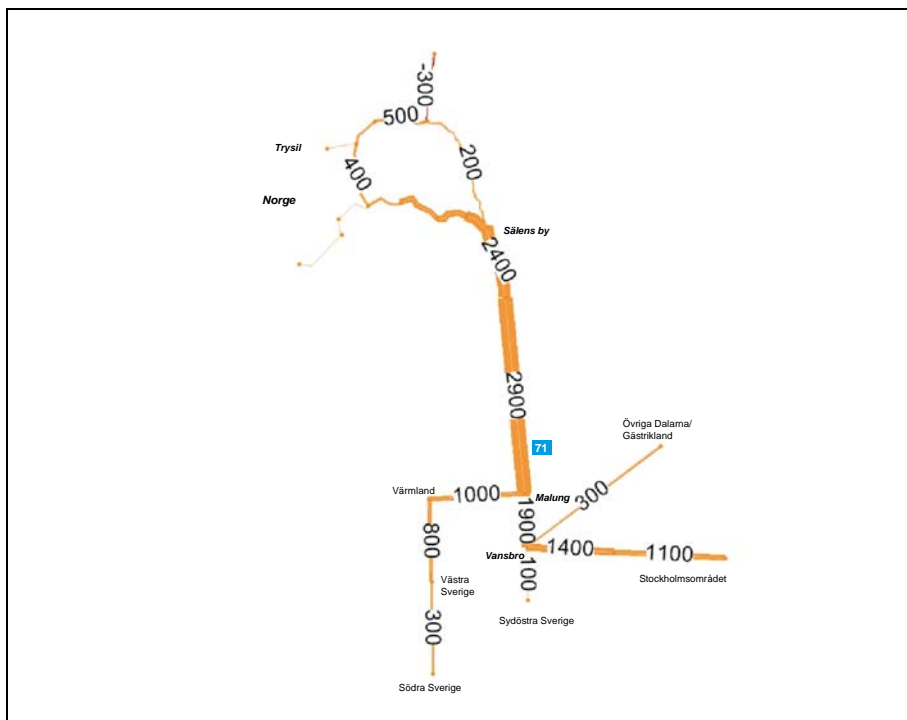 -300
500
Trysil
200
400
Norge
Sälens by
2400
2900
Övriga Dalarna/
Gästrikland
71
Värmland
1000
Malung
300
1900
800
Vansbro
1400
1100
100
Västra
Sverige
Stockholmsområdet
300
Sydöstra Sverige
Södra Sverige